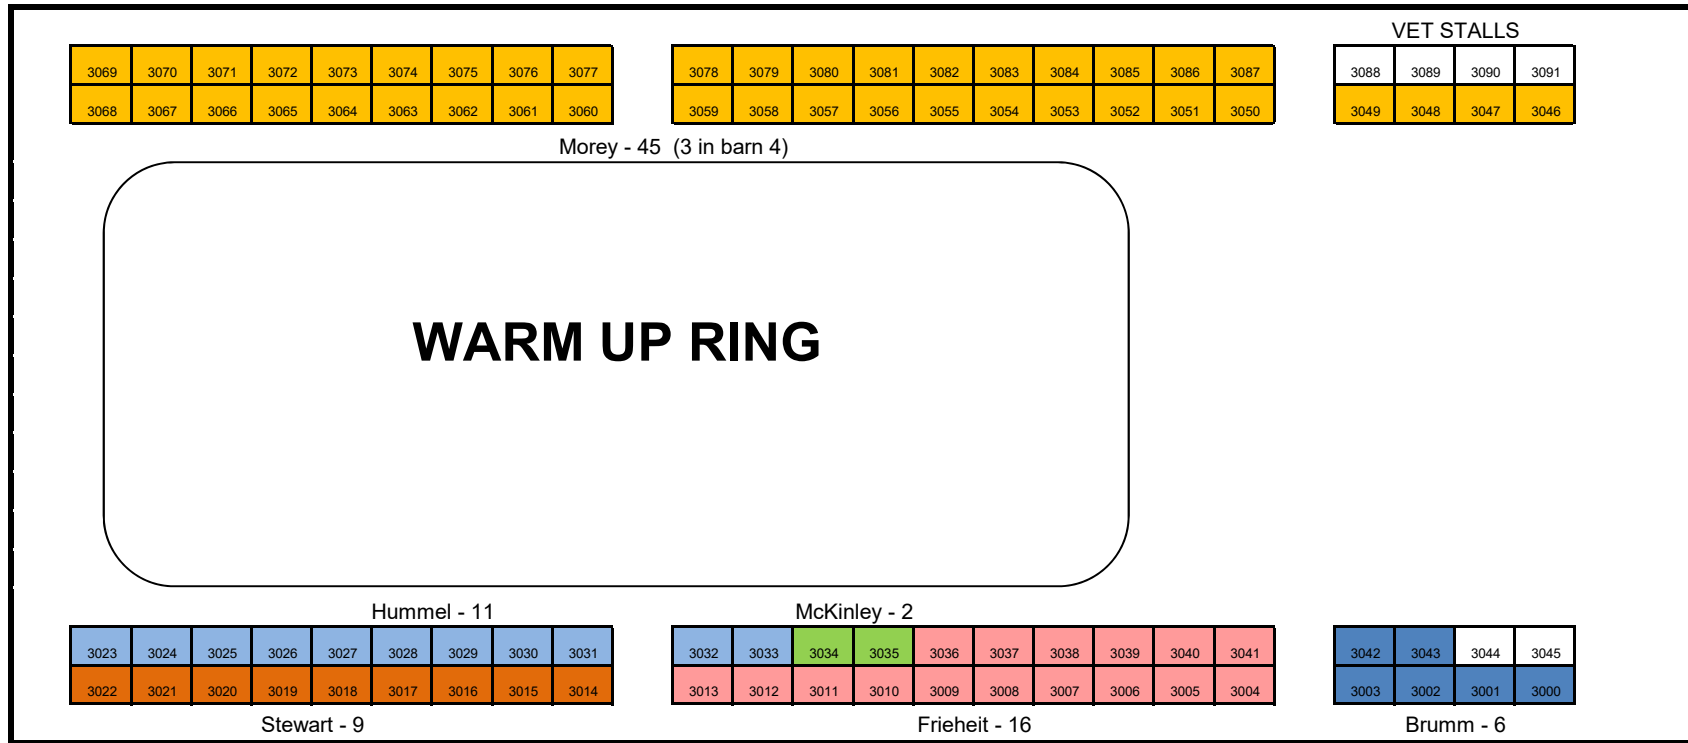 VET STALLS
3069 3070 3071 3072 3073 3074 3075 3076 3077 3078 3079 3080 3081 3082 3083 3084 3085 3086 3087 3088 3089 3090 3091
3068 3067 3066 3065 3064 3063 3062 3061 3060 3059 3058 3057 3056 3055 3054 3053 3052 3051 3050 3049 3048 3047 3046
Morey - 45 (3 in barn 4)
WARM UP RING
Hummel - 11 McKinley - 2
3023 3024 3025 3026 3027 3028 3029 3030 3031 3032 3033 3034 3035 3036 3037 3038 3039 3040 3041 3042 3043 3044 3045
3022 3021 3020 3019 3018 3017 3016 3015 3014 3013 3012 3011 3010 3009 3008 3007 3006 3005 3004 3003 3002 3001 3000
Stewart - 9 Frieheit - 16 Brumm - 6